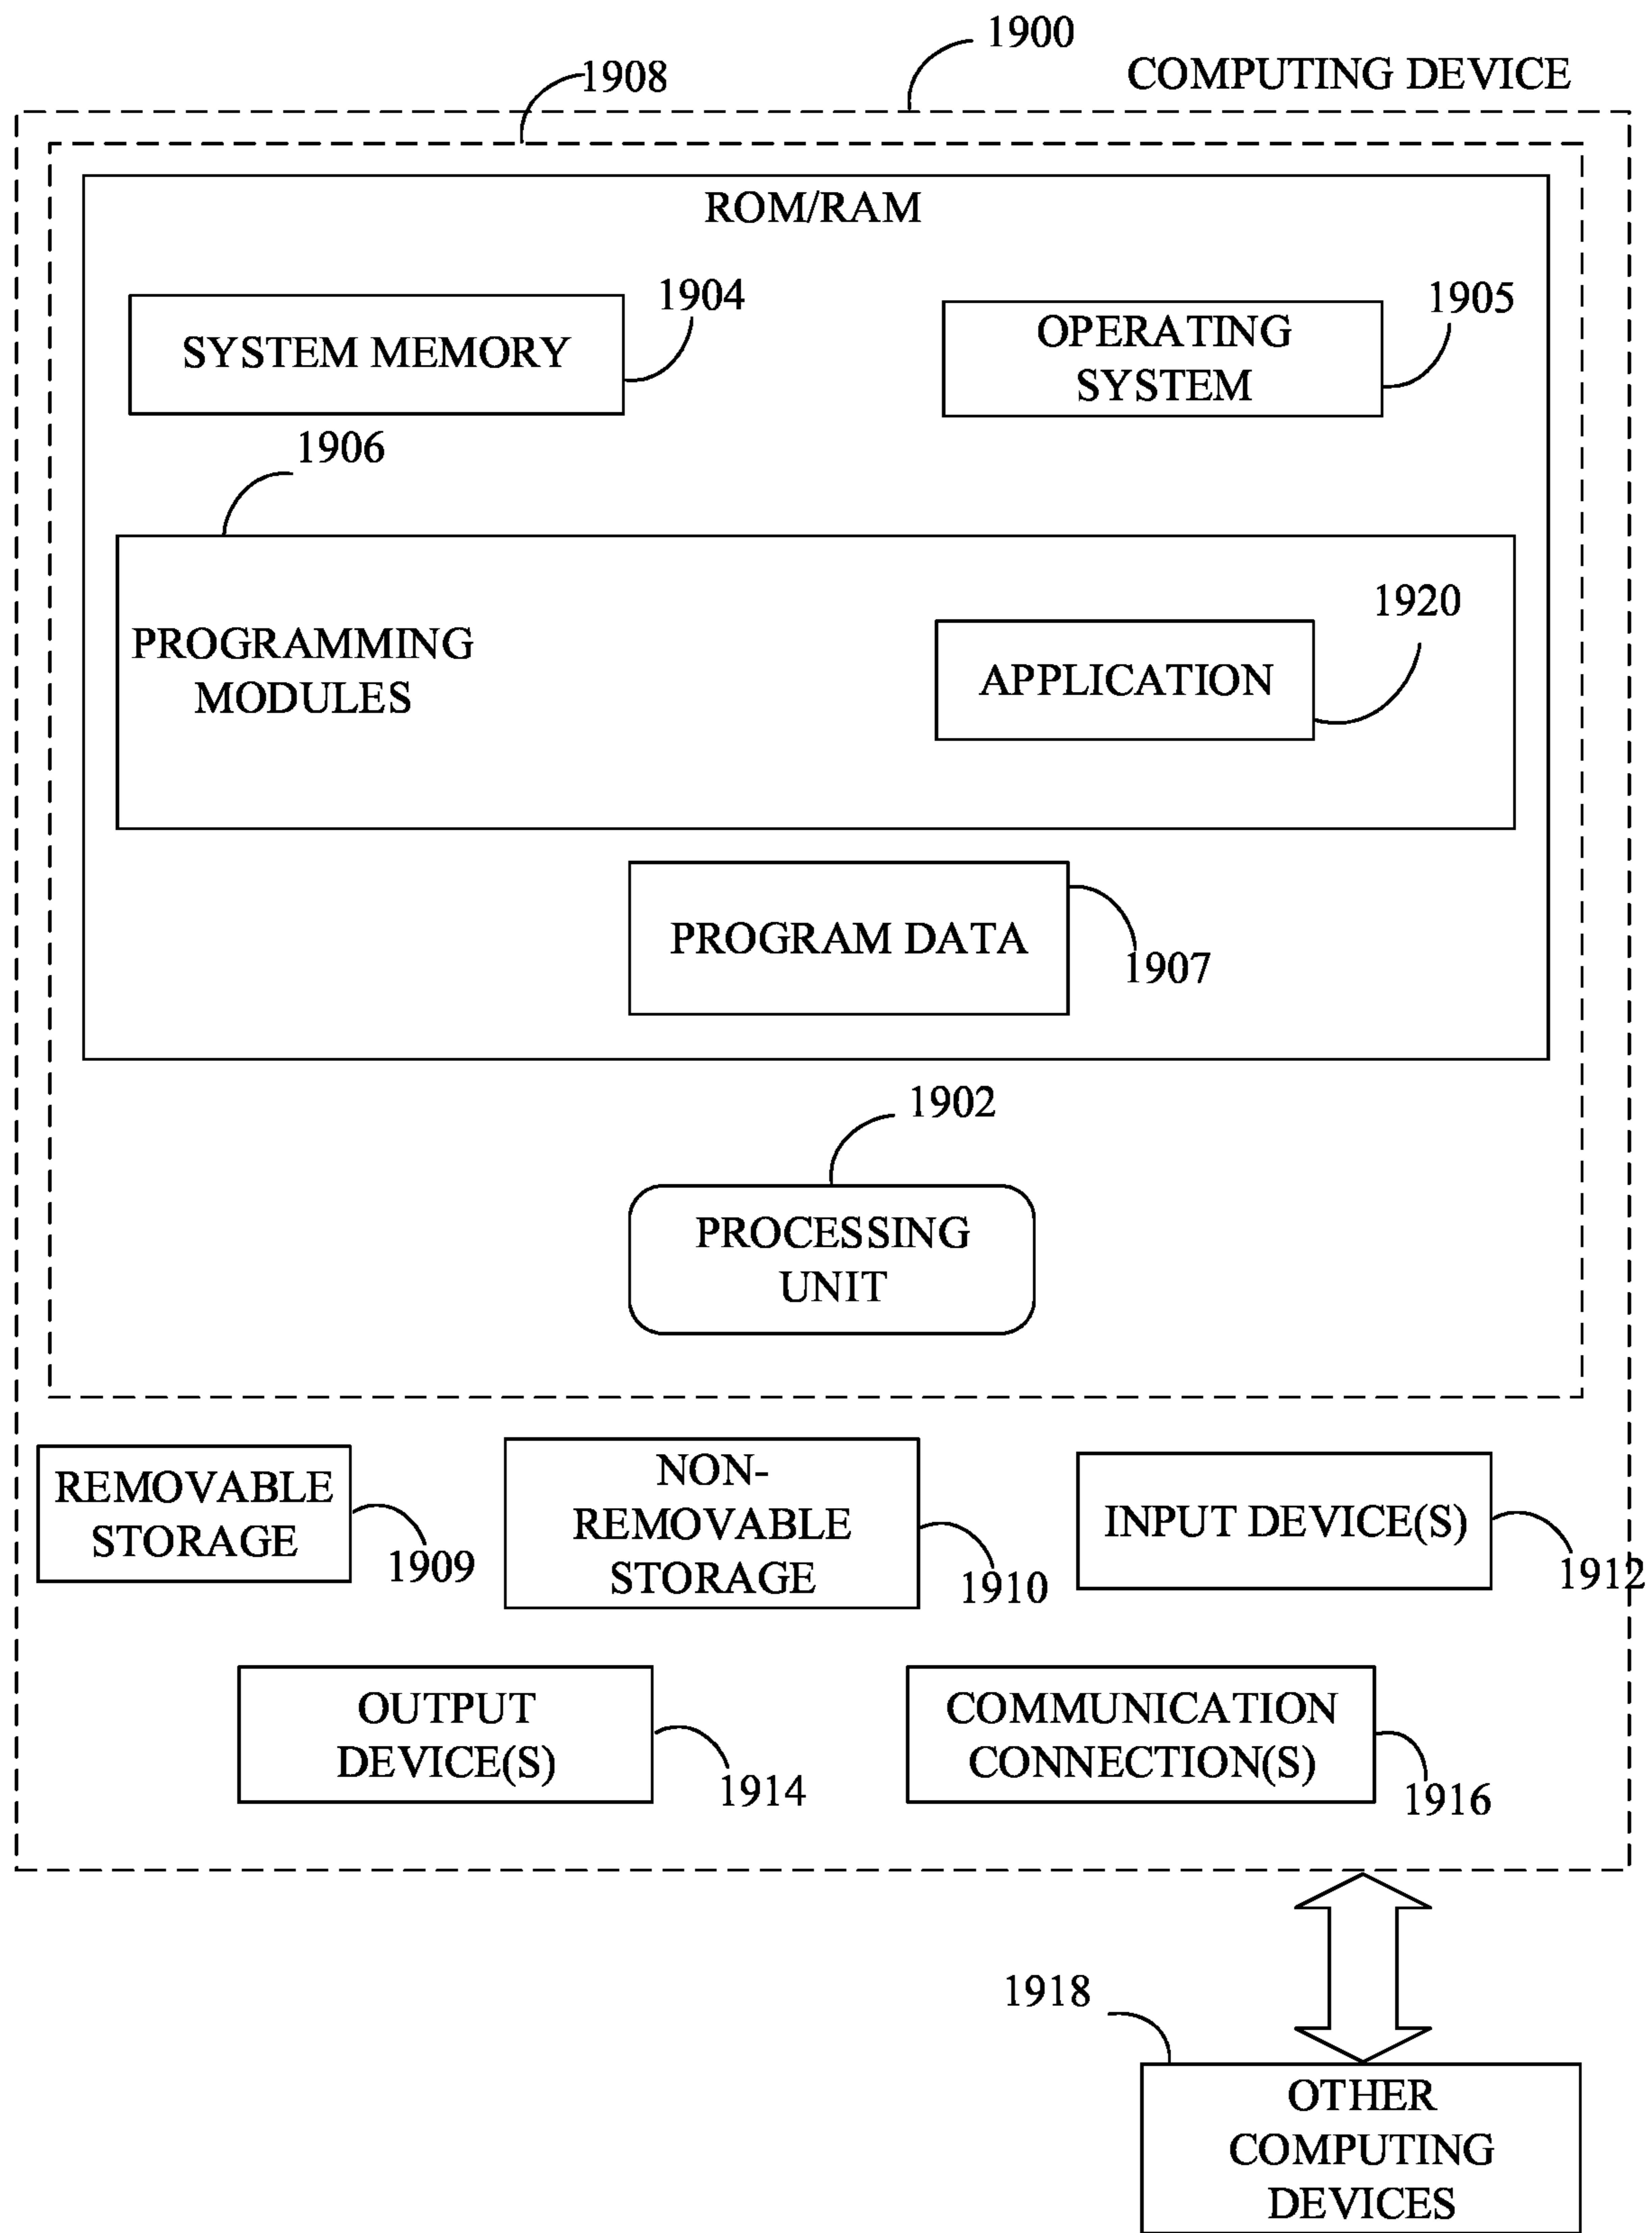 1900
COMPUTING DEVICE
1908
ROM/RAM
1904
SYSTEM MEMORY
1905
OPERATING
SYSTEM
1906
PROGRAMMING
MODULES
1920
APPLICATION
PROGRAM DATA
1907
1902
PROCESSING
UNIT
REMOVABLE
STORAGE
1909
NON-
REMOVABLE
STORAGE
1910
INPUT DEVICE(S)
1912
OUTPUT
DEVICE(S)
1914
COMMUNICATION
CONNECTION(S)
1916
1918
OTHER
COMPUTING
DEVICES